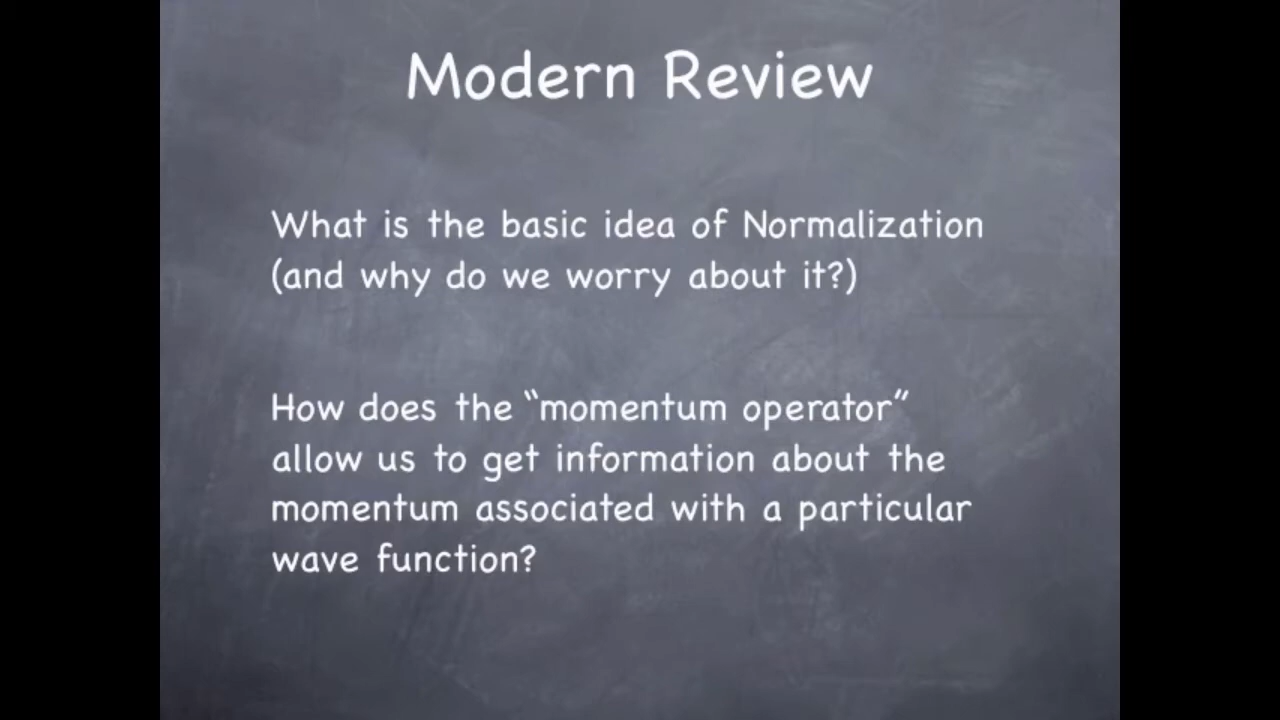 Modern Review
What is the basic idea of Normalization
(and why do we worry about it?)
How does the “momentum operator”
allow us to get information about the
momentum associated with a particular
wave function?